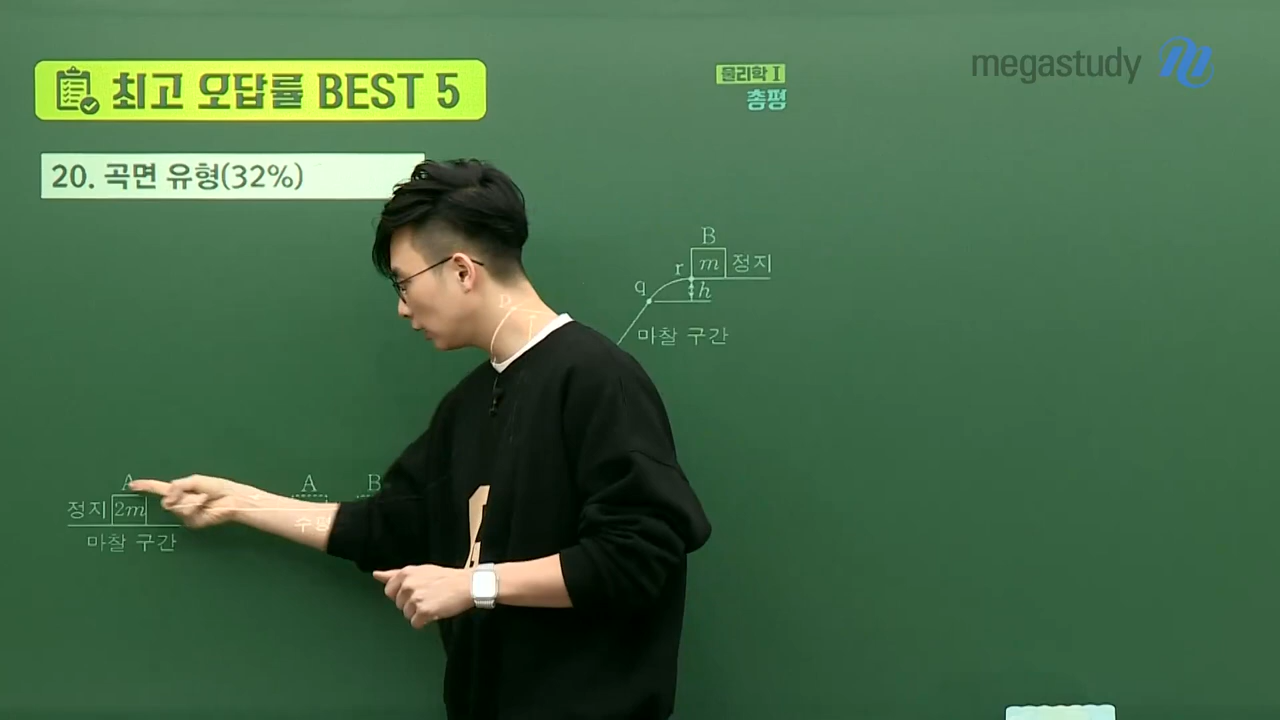 최고 오답률 BEST 5
물리학 I
총평
megastudy
20. 곡면 유형(32%)
B
r m 정지
q h
마찰 구간
A A B
정지 2m
수평
마찰 구간